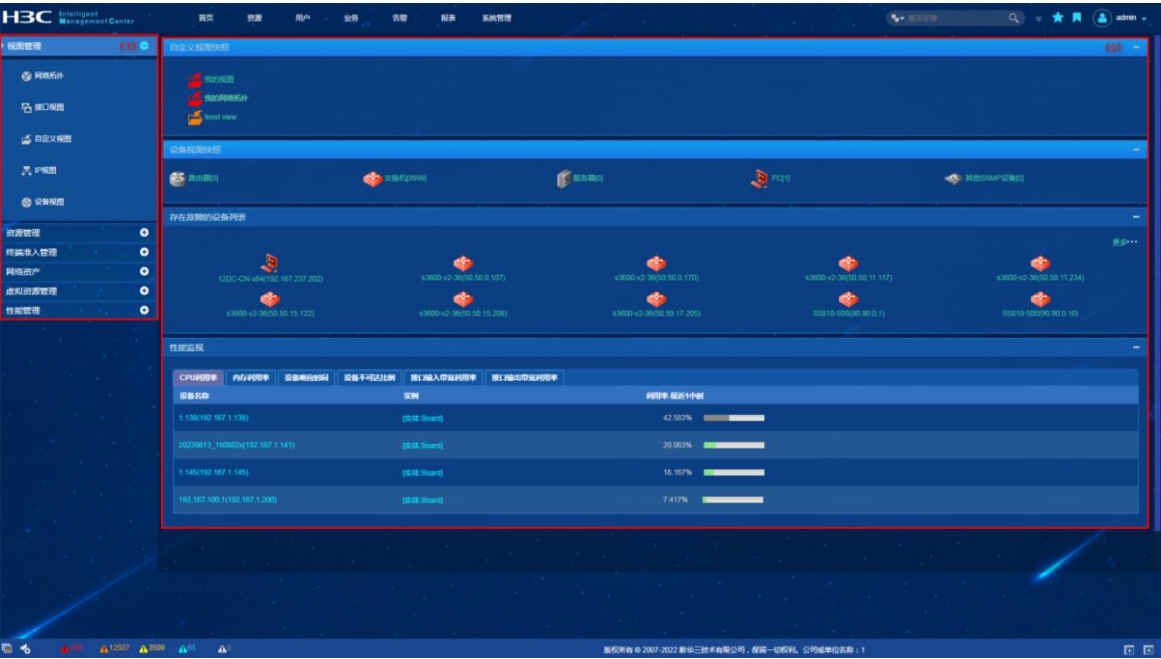 H3C Intelligent Management Center
首页 资源 用户 业务 告警 报表 系统管理
admin
视图管理 (1)
网络拓扑
接口视图
自定义视图
IP视图
设备视图
资源管理
终端准入管理
网络资产
虚拟资源管理
性能管理
自定义视图快照 (2)
我的视图
我的网络拓扑
tesst view
设备视图快照
路由器[0] 交换机[9999] 服务器[0] PC[1] 其他SNMP设备[0]
存在故障的设备列表
更多
12DC-CN-x64(192.167.237.202) s3600-v2-36(50.50.0.107) s3600-v2-36(50.50.0.170) s3600-v2-36(50.50.11.117) s3600-v2-36(50.50.11.234)
s3600-v2-36(50.50.15.122) s3600-v2-36(50.50.15.208) s3600-v2-36(50.50.17.205) S5810-50S(90.90.0.1) S5810-50S(90.90.0.10)
性能监视
CPU利用率 内存利用率 设备响应时间 设备不可达比例 接口输入带宽利用率 接口输出带宽利用率
设备名称 实例 利用率-最近1小时
1.138(192.167.1.138) [实体:Board] 42.583%
20220613_180802x(192.167.1.141) [实体:Board] 20.083%
1.145(192.167.1.145) [实体:Board] 16.167%
192.167.100.1(192.167.1.200) [实体:Board] 7.417%
12507 3509 0
版权所有 © 2007-2022 新华三技术有限公司，保留一切权利。公司或单位名称：1